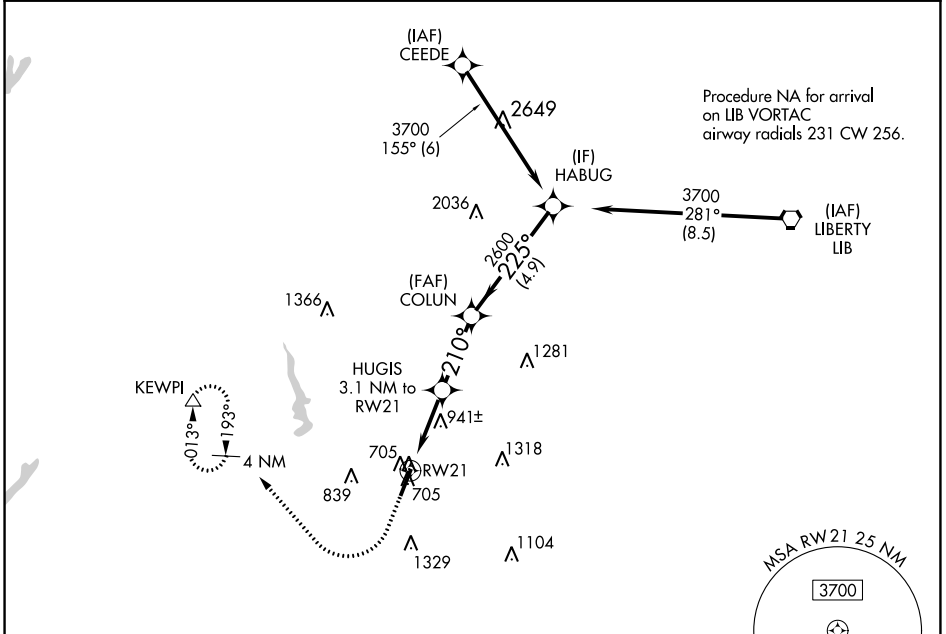 (IAF)
CEEDE
2649
3700
155° (6)
Procedure NA for arrival
on LIB VORTAC
airway radials 231 CW 256.
(IF)
HABUG
2036
3700
281°
(8.5)
(IAF)
LIBERTY
LIB
2600
225°
(4.9)
(FAF)
COLUN
1366
210°
1281
HUGIS
3.1 NM to
RW21
KEWPI
013°
193°
4 NM
941±
705
RW21
1318
839
705
1329
1104
MSA RW21 25 NM
3700